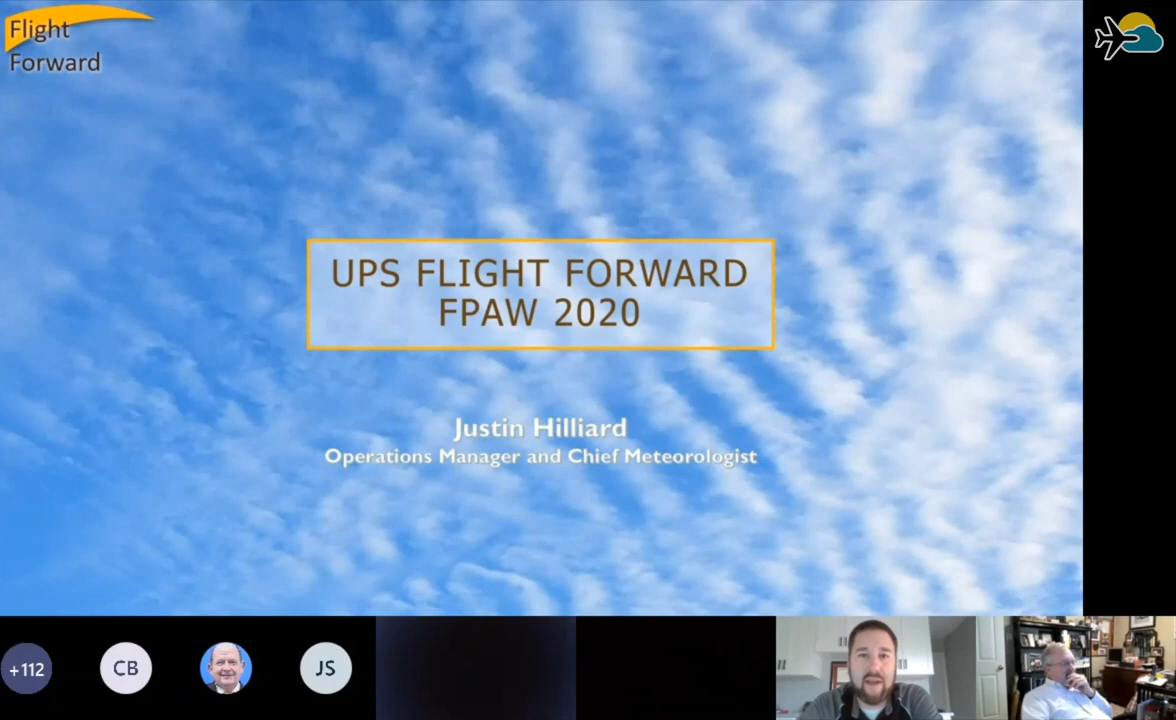 Flight
Forward
UPS FLIGHT FORWARD
FPAW 2020
Justin Hilliard
Operations Manager and Chief Meteorologist
+112
CB
JS